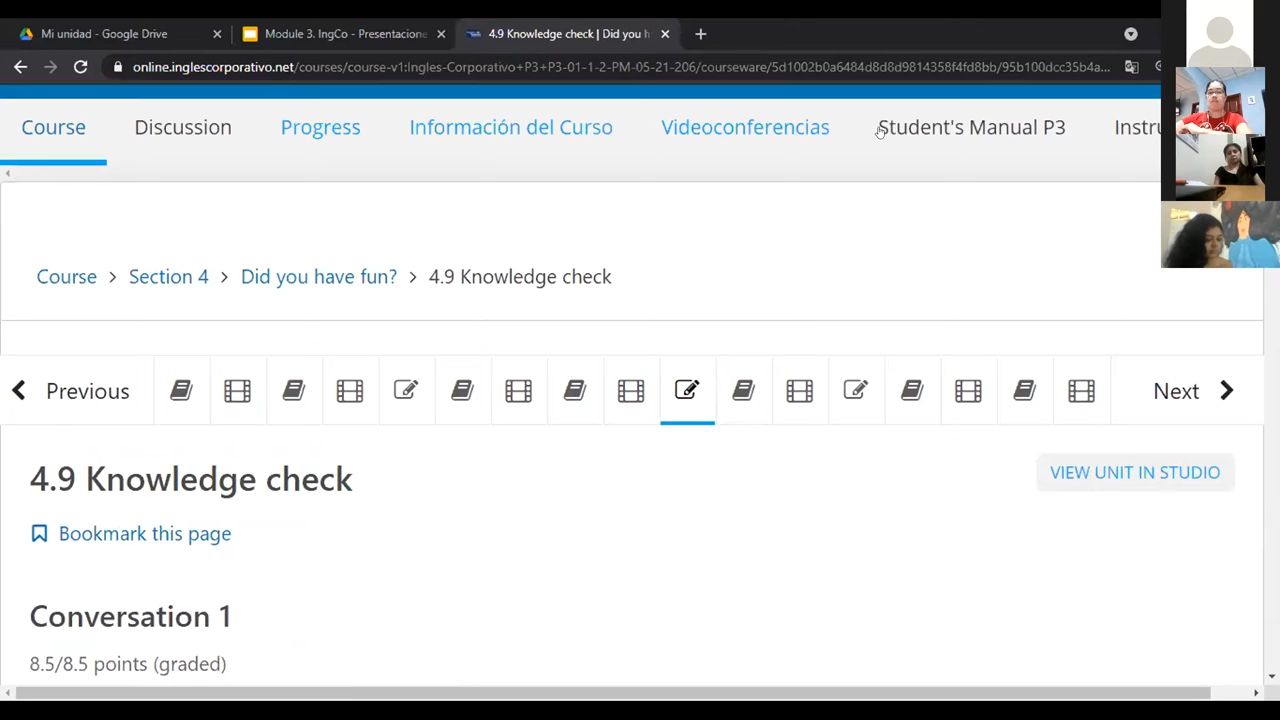 Mi unidad - Google Drive
Module 3. IngCo - Presentacione
4.9 Knowledge check | Did you h
online.inglescorporativo.net/courses/course-v1:Ingles-Corporativo+P3+P3-01-1-2-PM-05-21-206/courseware/5d1002b0a6484d8d8d9814358f4fd8bb/95b100dcc35b4a...
Course Discussion Progress Información del Curso Videoconferencias Student's Manual P3 Instru
Course > Section 4 > Did you have fun? > 4.9 Knowledge check
Previous Next
4.9 Knowledge check
VIEW UNIT IN STUDIO
Bookmark this page
Conversation 1
8.5/8.5 points (graded)